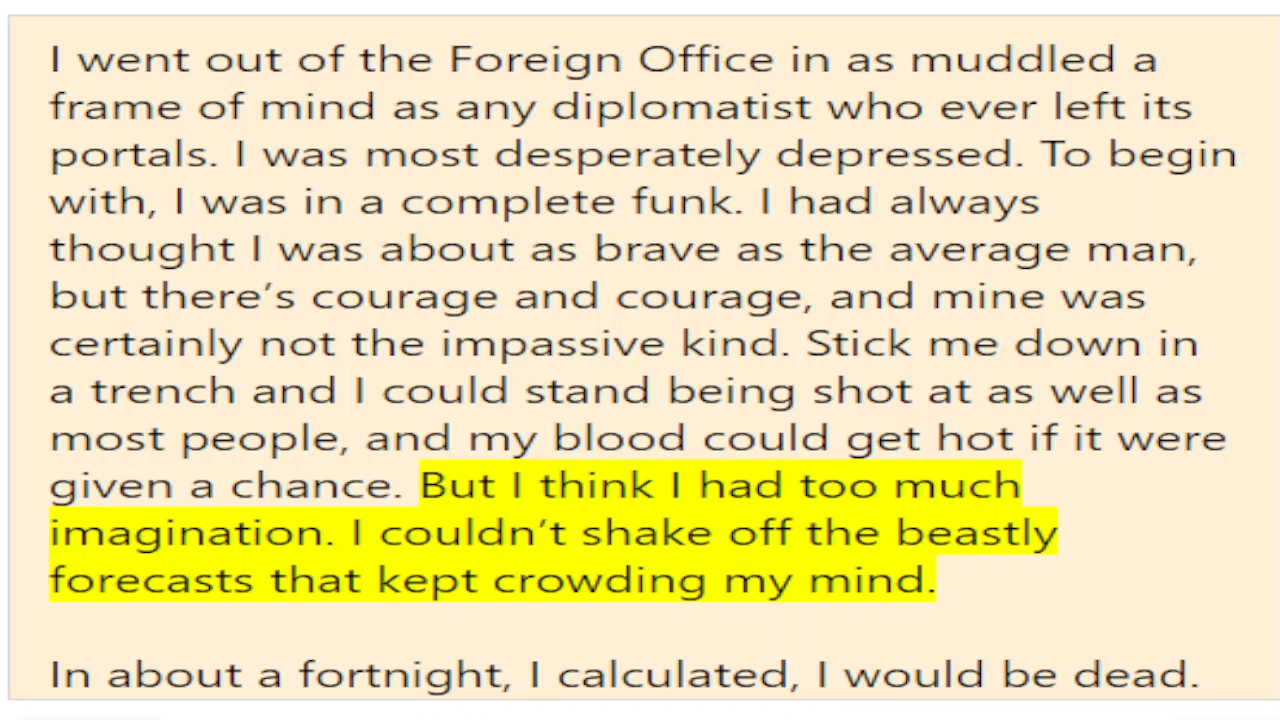 I went out of the Foreign Office in as muddled a
frame of mind as any diplomatist who ever left its
portals. I was most desperately depressed. To begin
with, I was in a complete funk. I had always
thought I was about as brave as the average man,
but there’s courage and courage, and mine was
certainly not the impassive kind. Stick me down in
a trench and I could stand being shot at as well as
most people, and my blood could get hot if it were
given a chance. But I think I had too much
imagination. I couldn’t shake off the beastly
forecasts that kept crowding my mind.
In about a fortnight, I calculated, I would be dead.